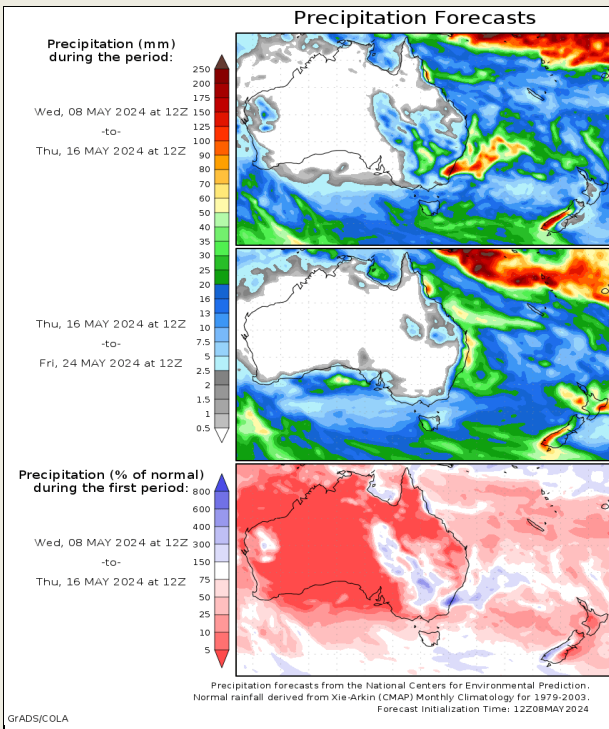 Precipitation Forecasts
Precipitation (mm)
during the period:
Wed, 08 MAY 2024 at 12Z
-to-
Thu, 16 MAY 2024 at 12Z
250
200
175
150
125
100
90
80
70
60
50
40
35
30
25
20
16
13
10
7.5
5
2.5
2
1.5
1
0.5
Thu, 16 MAY 2024 at 12Z
-to-
Fri, 24 MAY 2024 at 12Z
Precipitation (% of normal)
during the first period:
Wed, 08 MAY 2024 at 12Z
-to-
Thu, 16 MAY 2024 at 12Z
800
600
400
300
150
75
50
25
10
5
Precipitation forecasts from the National Centers for Environmental Prediction.
Normal rainfall derived from Xie-Arkin (CMAP) Monthly Climatology for 1979-2003.
Forecast Initialization Time: 12Z08MAY2024
GrADS/COLA